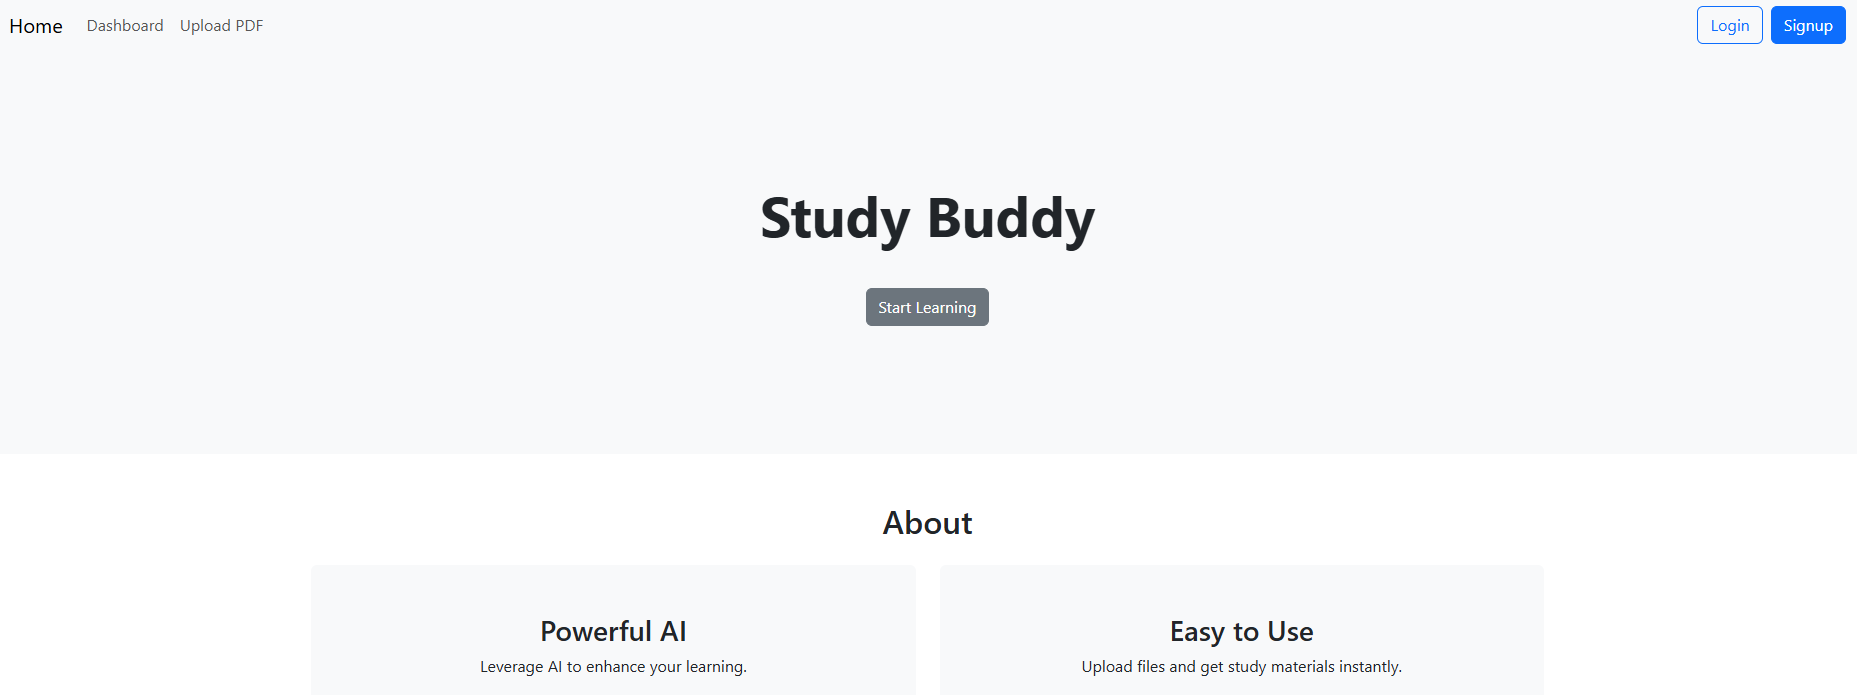 Home Dashboard Upload PDF Login Signup
Study Buddy
Start Learning
About
Powerful AI
Leverage AI to enhance your learning.
Easy to Use
Upload files and get study materials instantly.